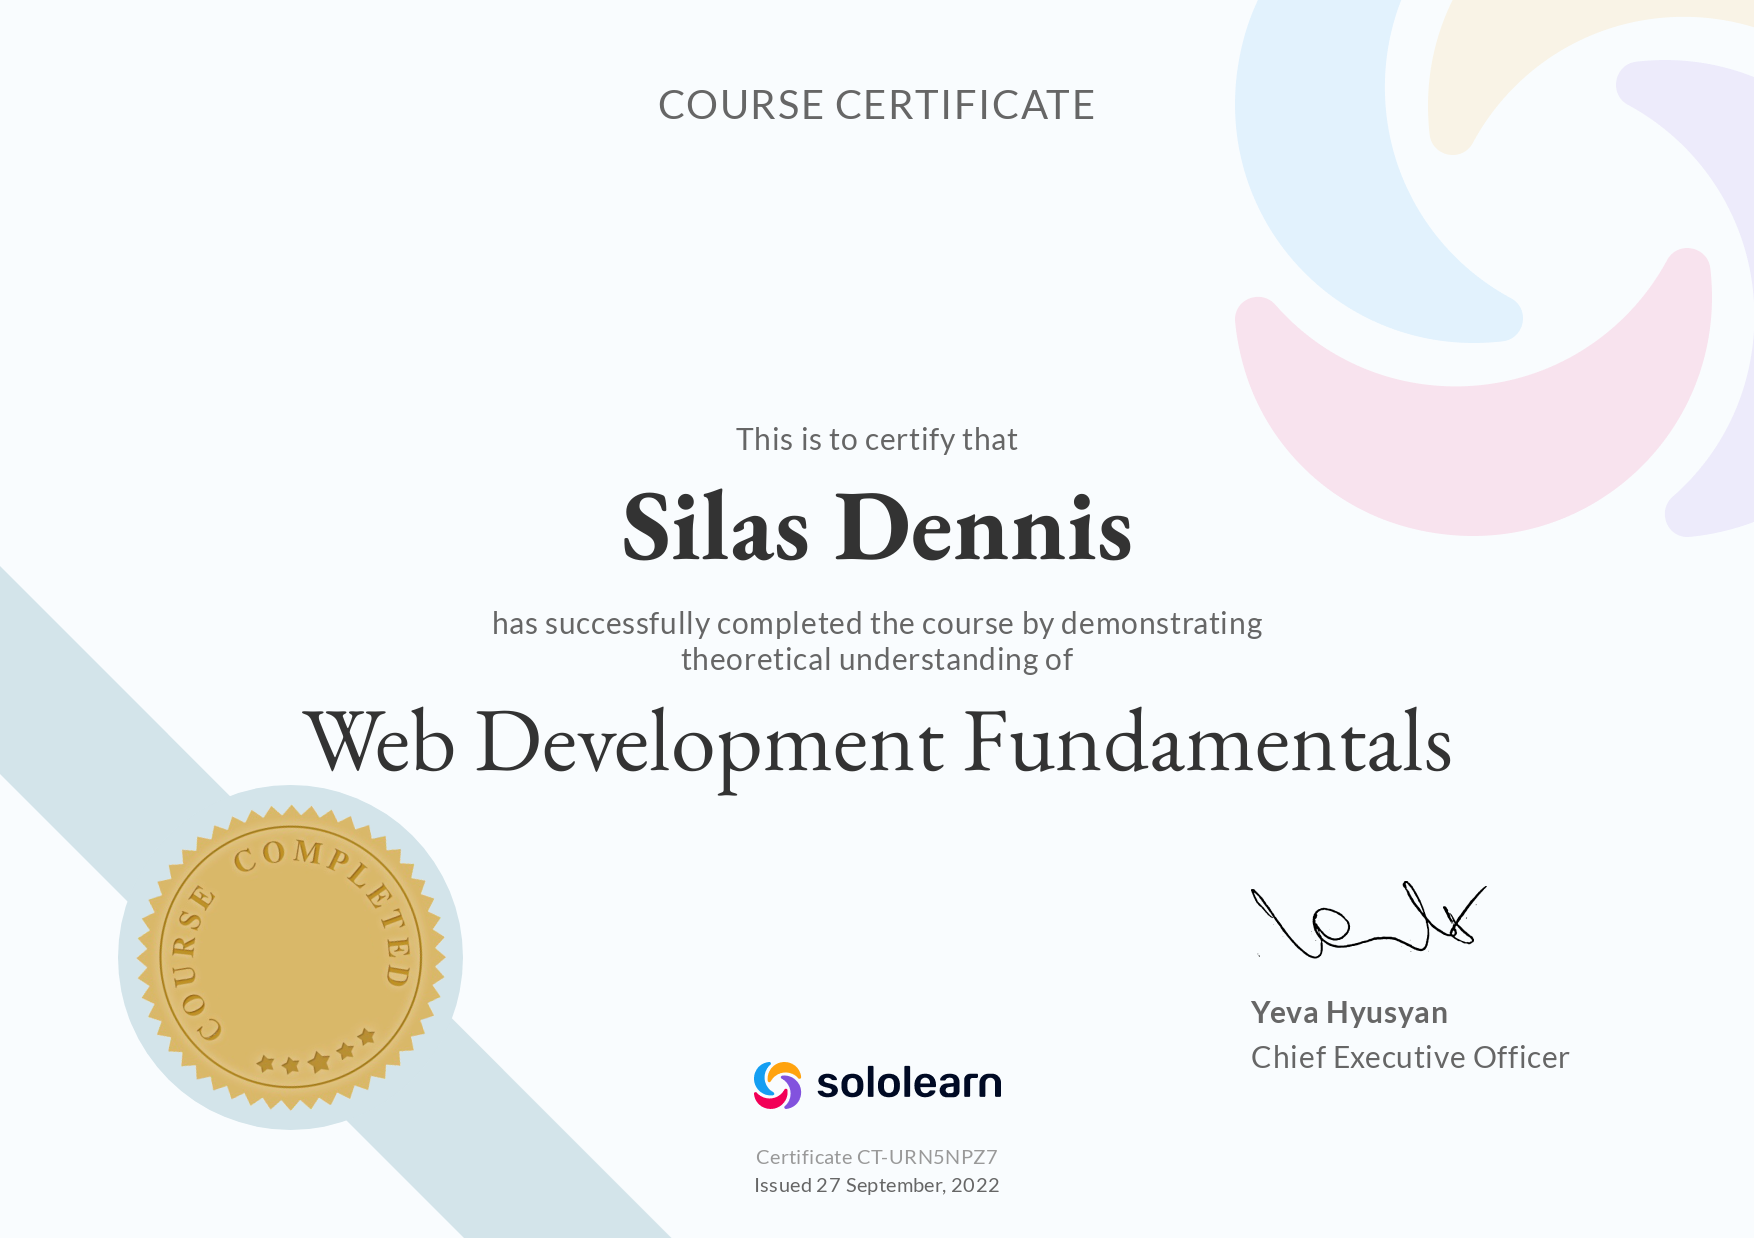 COURSE CERTIFICATE
This is to certify that
Silas Dennis
has successfully completed the course by demonstrating
theoretical understanding of
Web Development Fundamentals
COURSE COMPLETED
Yeva Hyusyan
Chief Executive Officer
sololearn
Certificate CT-URN5NPZ7
Issued 27 September, 2022